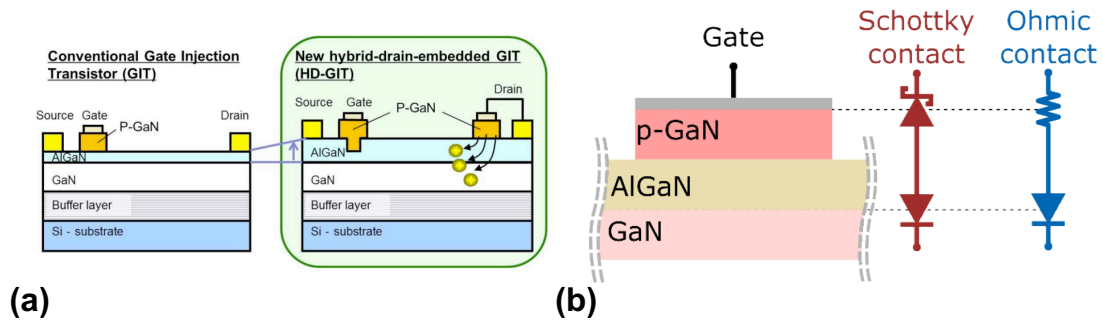 Conventional Gate Injection
Transistor (GIT)
Source
Gate
Drain
P-GaN
AlGaN
GaN
Buffer layer
Si - substrate
New hybrid-drain-embedded GIT
(HD-GIT)
Drain
Source
Gate
P-GaN
AlGaN
GaN
Buffer layer
Si - substrate
(a)
Gate
p-GaN
AlGaN
GaN
Schottky
contact
Ohmic
contact
(b)